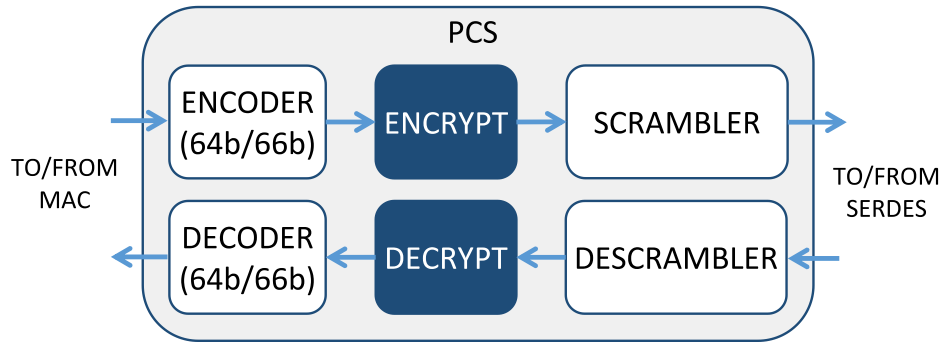 PCS
ENCODER
(64b/66b)
ENCRYPT
SCRAMBLER
TO/FROM
MAC
TO/FROM
SERDES
DECODER
(64b/66b)
DECRYPT
DESCRAMBLER